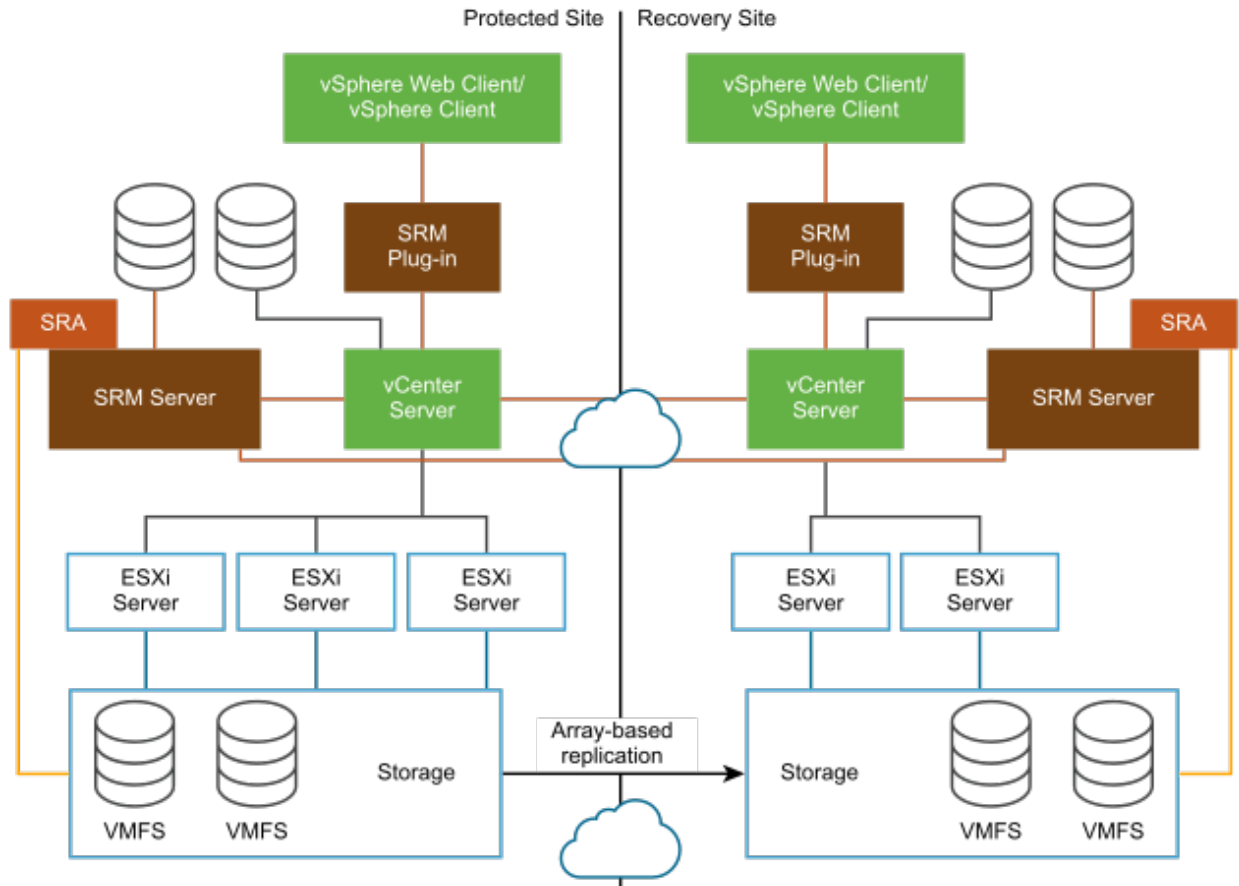 Protected Site
Recovery Site
vSphere Web Client/
vSphere Client
vSphere Web Client/
vSphere Client
SRM
Plug-in
SRM
Plug-in
SRA
SRA
SRM Server
vCenter
Server
vCenter
Server
SRM Server
ESXi
Server
ESXi
Server
ESXi
Server
ESXi
Server
ESXi
Server
Array-based
replication
Storage
Storage
VMFS
VMFS
VMFS
VMFS